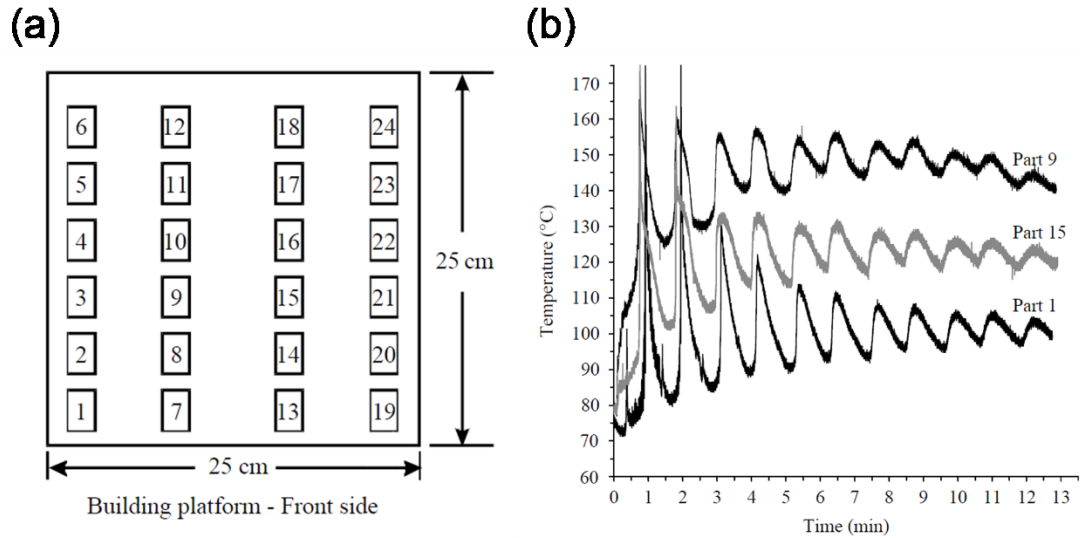 (a)
6 12 18 24
5 11 17 23
4 10 16 22
3 9 15 21
2 8 14 20
1 7 13 19
25 cm
25 cm
Building platform - Front side
(b)
170
160
150
140
130
120
110
100
90
80
70
60
Temperature (°C)
Part 9
Part 15
Part 1
0 1 2 3 4 5 6 7 8 9 10 11 12 13
Time (min)